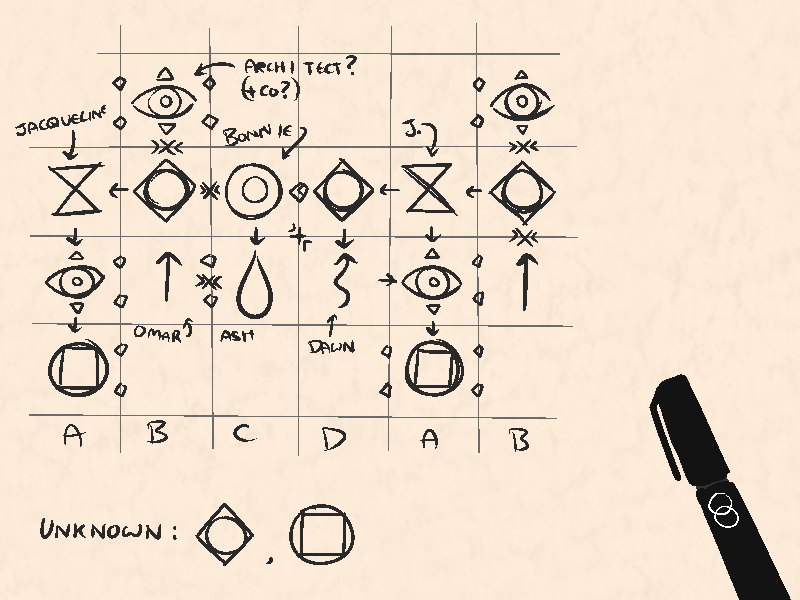 ARCHITECT?
(+CO?)
JACQUELINE
BONNIE
J.
OMAR
ASH
DAWN
A B C D A B
UNKNOWN: ,